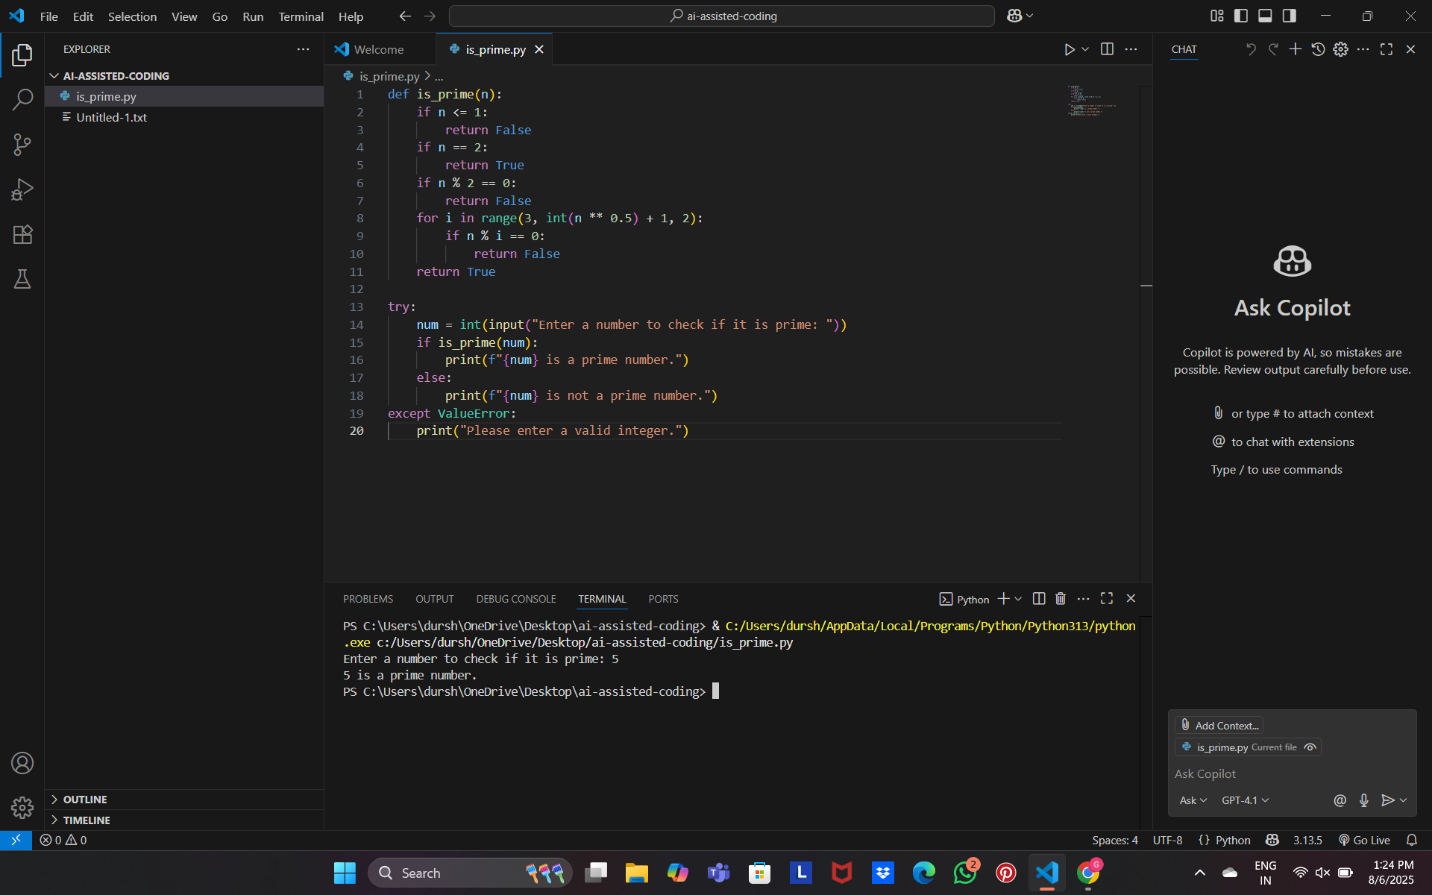 File Edit Selection View Go Run Terminal Help
ai-assisted-coding
EXPLORER
AI-ASSISTED-CODING
is_prime.py
Untitled-1.txt
OUTLINE
TIMELINE
Welcome
is_prime.py
is_prime.py > ...
1 def is_prime(n):
2 if n <= 1:
3 return False
4 if n == 2:
5 return True
6 if n % 2 == 0:
7 return False
8 for i in range(3, int(n ** 0.5) + 1, 2):
9 if n % i == 0:
10 return False
11 return True
12
13 try:
14 num = int(input("Enter a number to check if it is prime: "))
15 if is_prime(num):
16 print(f"{num} is a prime number.")
17 else:
18 print(f"{num} is not a prime number.")
19 except ValueError:
20 print("Please enter a valid integer.")
PROBLEMS OUTPUT DEBUG CONSOLE TERMINAL PORTS
Python
PS C:\Users\dursh\OneDrive\Desktop\ai-assisted-coding> & C:/Users/dursh/AppData/Local/Programs/Python/Python313/python
.exe c:/Users/dursh/OneDrive/Desktop/ai-assisted-coding/is_prime.py
Enter a number to check if it is prime: 5
5 is a prime number.
PS C:\Users\dursh\OneDrive\Desktop\ai-assisted-coding>
CHAT
Ask Copilot
Copilot is powered by AI, so mistakes are
possible. Review output carefully before use.
or type # to attach context
@ to chat with extensions
Type / to use commands
Add Context...
is_prime.py Current file
Ask Copilot
Ask GPT-4.1 @
0 0
Spaces: 4 UTF-8 {} Python 3.13.5 Go Live
Search
L
2
G
ENG
IN
1:24 PM
8/6/2025